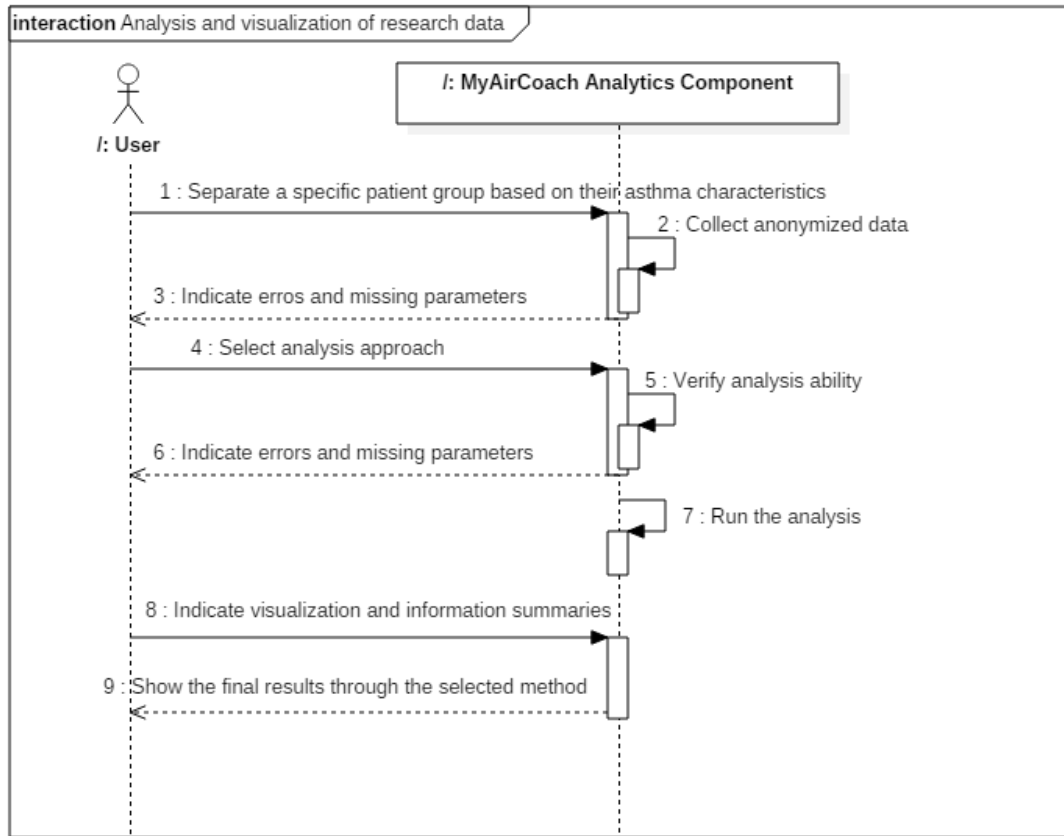 interaction Analysis and visualization of research data
/: MyAirCoach Analytics Component
/: User
1 : Separate a specific patient group based on their asthma characteristics
2 : Collect anonymized data
3 : Indicate erros and missing parameters
4 : Select analysis approach
5 : Verify analysis ability
6 : Indicate errors and missing parameters
7 : Run the analysis
8 : Indicate visualization and information summaries
9 : Show the final results through the selected method